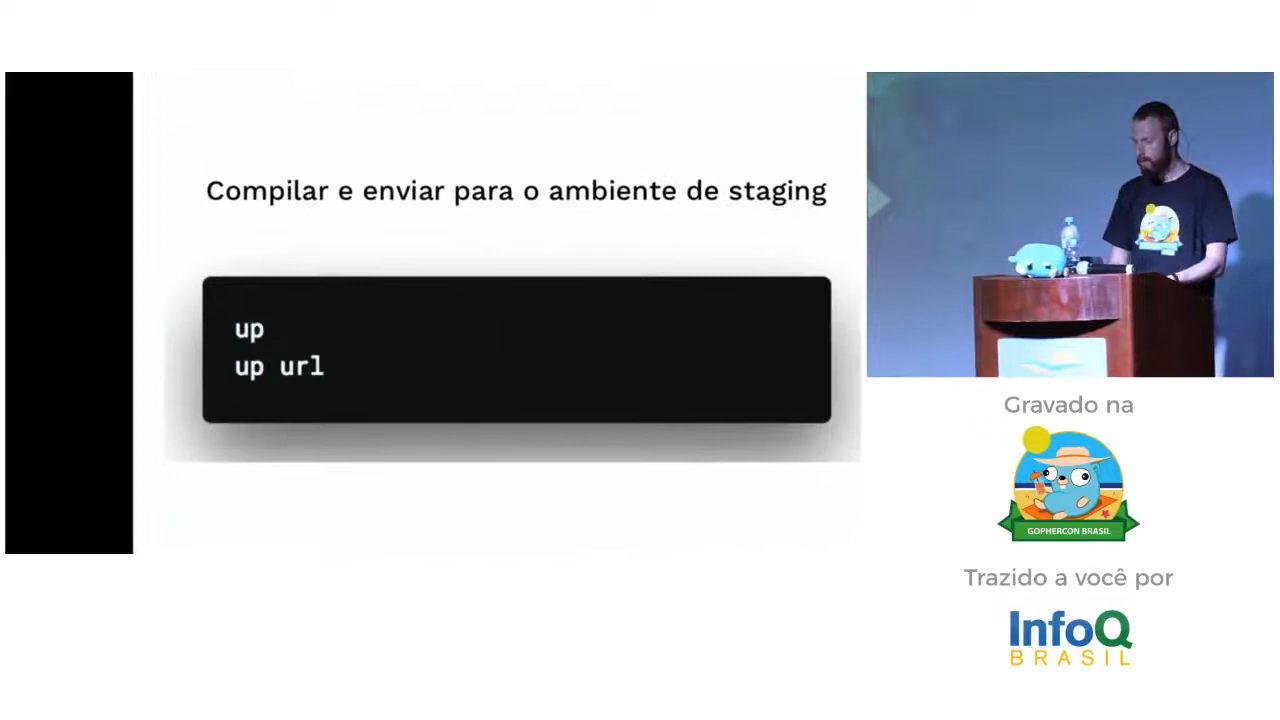 Compilar e enviar para o ambiente de staging
up
up url
Gravado na
GOPHERCON BRASIL
Trazido a você por
InfoQ
BRASIL